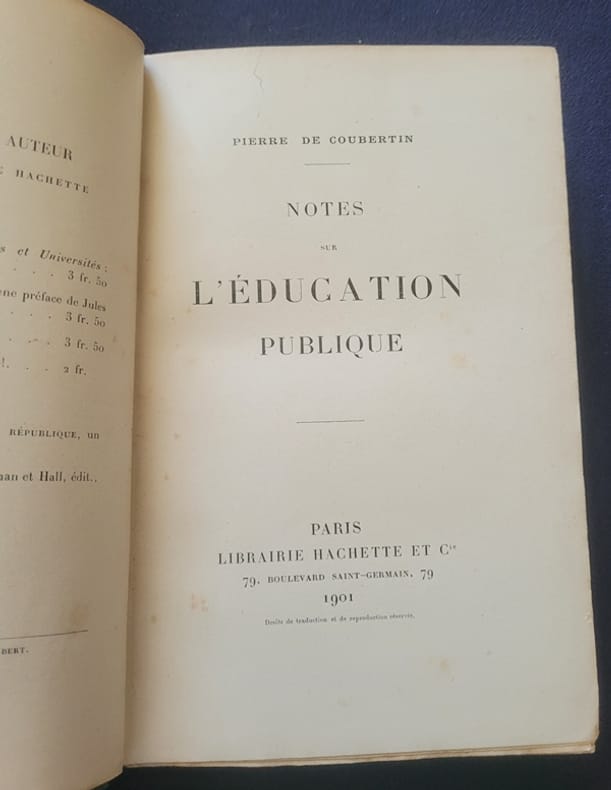 AUTEUR
HACHETTE
et Universités :
. . . 3 fr. 50
préface de Jules
. . . 3 fr. 50
. . . 3 fr. 50
. . . 2 fr.
RÉPUBLIQUE, un
et Hall, édit..
PIERRE DE COUBERTIN
NOTES
SUR
L'ÉDUCATION
PUBLIQUE
PARIS
LIBRAIRIE HACHETTE ET Cie
79, BOULEVARD SAINT-GERMAIN, 79
1901
Droits de traduction et de reproduction réservés.